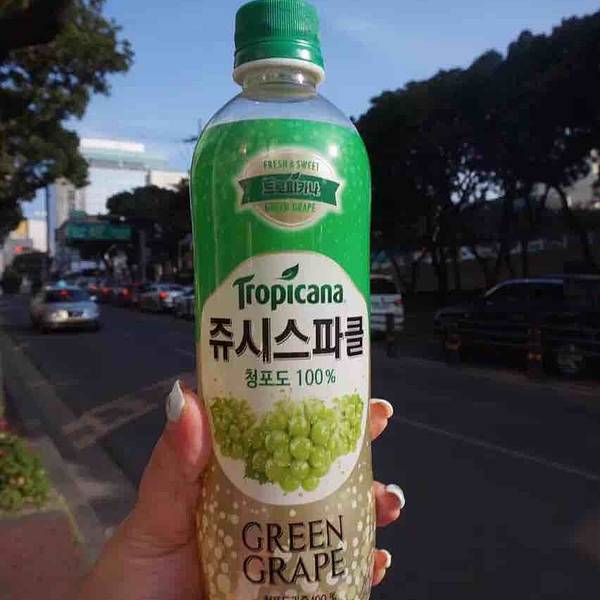 FRESH & SWEET
트로피카나
GREEN GRAPE
Tropicana
쥬시스파클
청포도 100%
GREEN
GRAPE